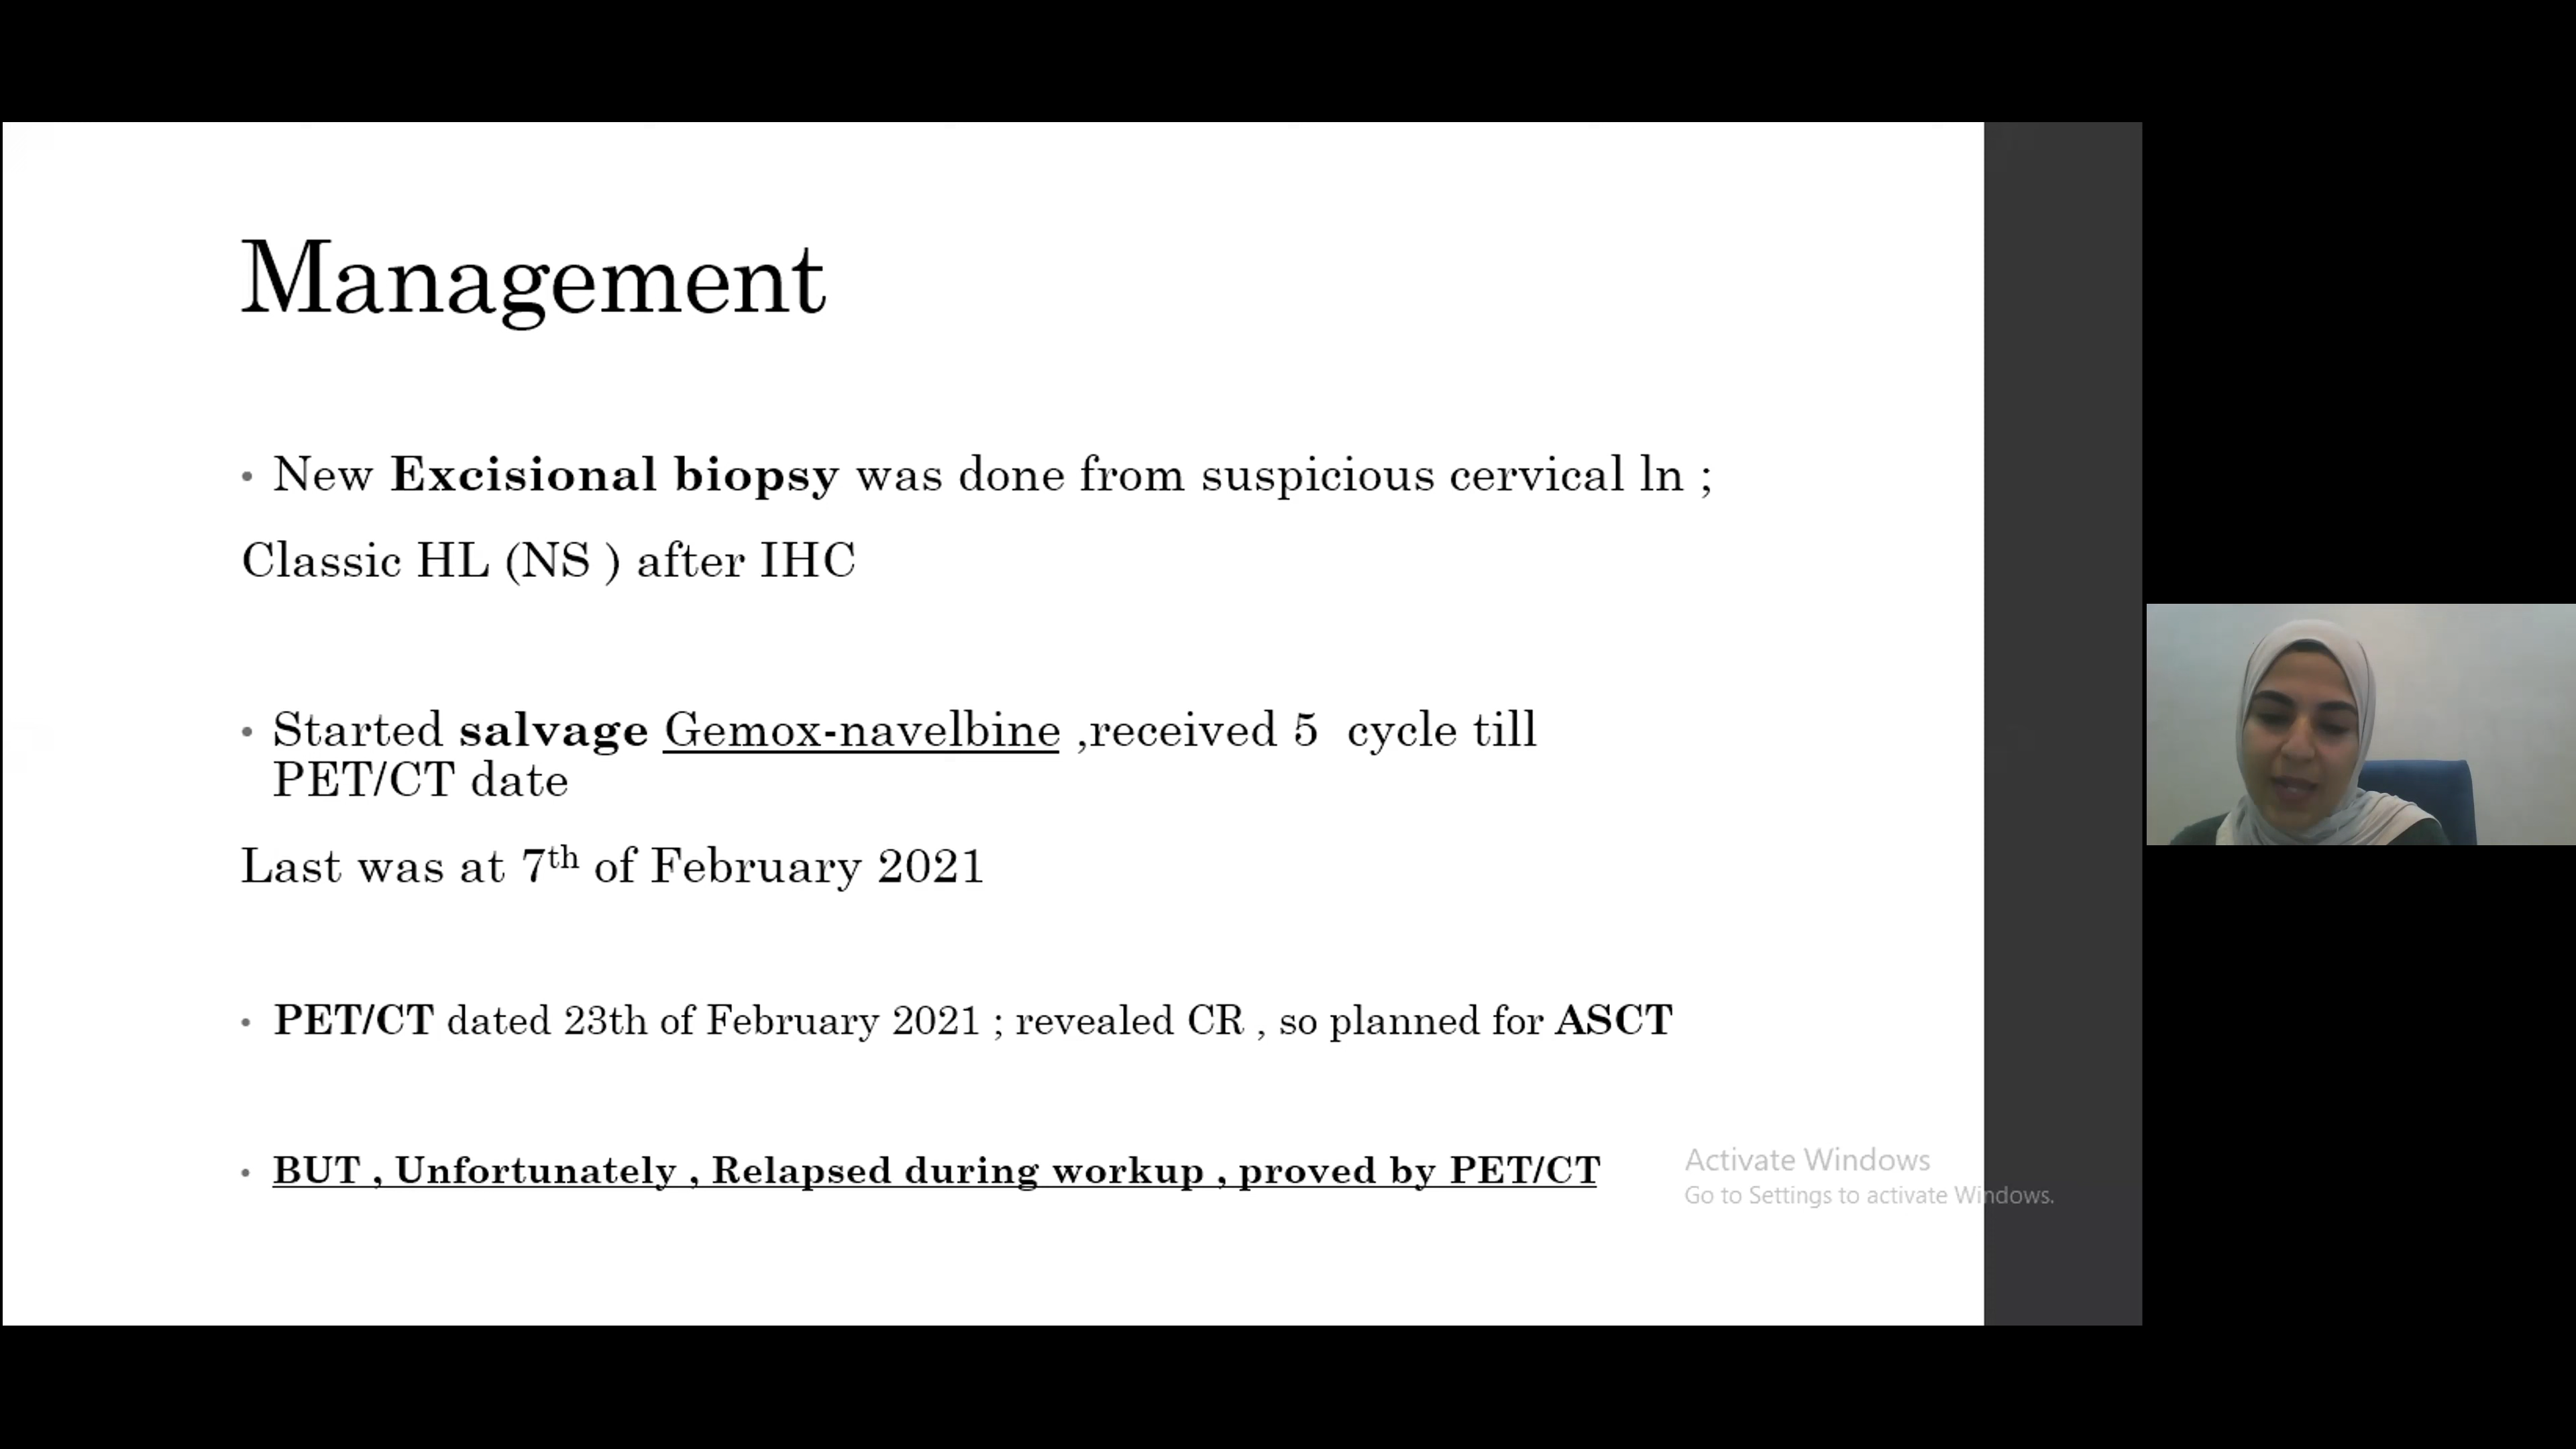 Management
• New Excisional biopsy was done from suspicious cervical ln ;
Classic HL (NS ) after IHC
• Started salvage Gemox-navelbine ,received 5 cycle till
PET/CT date
Last was at 7th of February 2021
• PET/CT dated 23th of February 2021 ; revealed CR , so planned for ASCT
• BUT , Unfortunately , Relapsed during workup , proved by PET/CT
Activate Windows
Go to Settings to activate Windows.